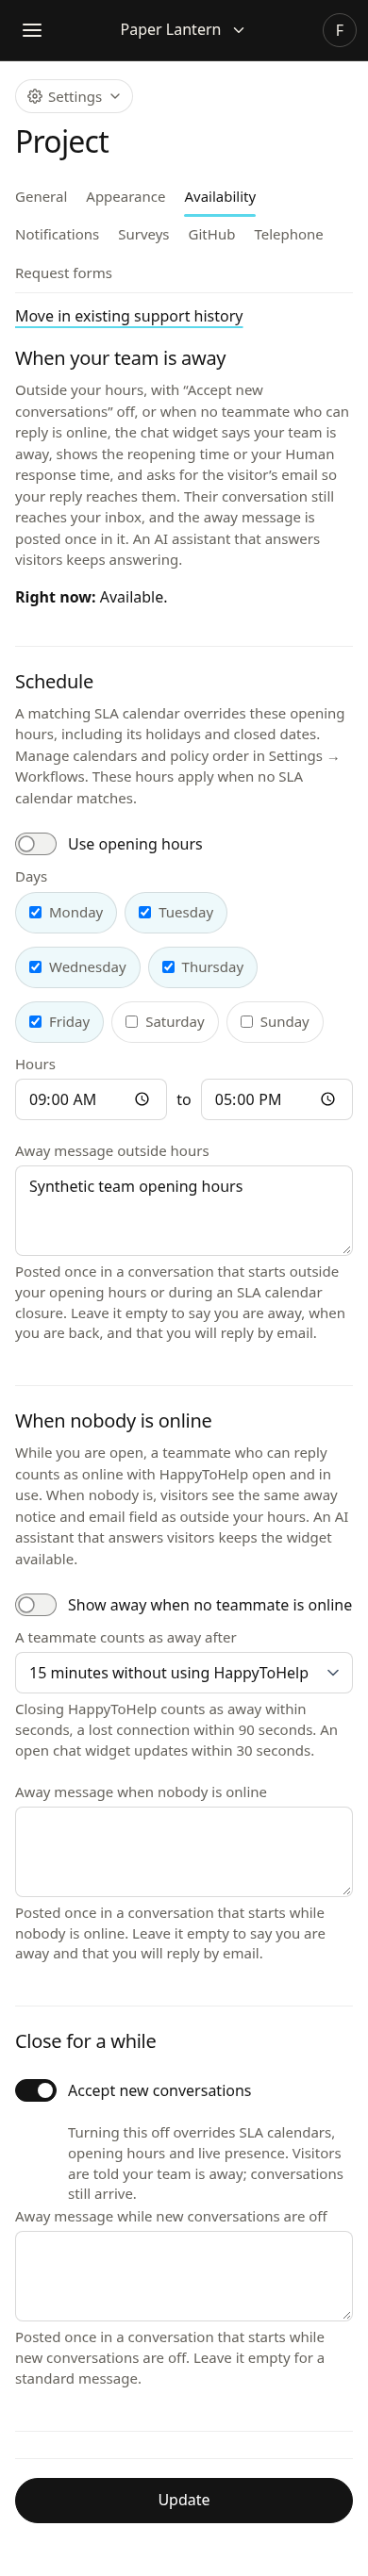 Paper Lantern
F
Settings
Project
General Appearance Availability
Notifications Surveys GitHub Telephone
Request forms
Move in existing support history
When your team is away
Outside your hours, with “Accept new
conversations” off, or when no teammate who can
reply is online, the chat widget says your team is
away, shows the reopening time or your Human
response time, and asks for the visitor’s email so
your reply reaches them. Their conversation still
reaches your inbox, and the away message is
posted once in it. An AI assistant that answers
visitors keeps answering.
Right now: Available.
Schedule
A matching SLA calendar overrides these opening
hours, including its holidays and closed dates.
Manage calendars and policy order in Settings →
Workflows. These hours apply when no SLA
calendar matches.
Use opening hours
Days
Monday Tuesday
Wednesday Thursday
Friday Saturday Sunday
Hours
09:00 AM to 05:00 PM
Away message outside hours
Synthetic team opening hours
Posted once in a conversation that starts outside
your opening hours or during an SLA calendar
closure. Leave it empty to say you are away, when
you are back, and that you will reply by email.
When nobody is online
While you are open, a teammate who can reply
counts as online with HappyToHelp open and in
use. When nobody is, visitors see the same away
notice and email field as outside your hours. An AI
assistant that answers visitors keeps the widget
available.
Show away when no teammate is online
A teammate counts as away after
15 minutes without using HappyToHelp
Closing HappyToHelp counts as away within
seconds, a lost connection within 90 seconds. An
open chat widget updates within 30 seconds.
Away message when nobody is online
Posted once in a conversation that starts while
nobody is online. Leave it empty to say you are
away and that you will reply by email.
Close for a while
Accept new conversations
Turning this off overrides SLA calendars,
opening hours and live presence. Visitors
are told your team is away; conversations
still arrive.
Away message while new conversations are off
Posted once in a conversation that starts while
new conversations are off. Leave it empty for a
standard message.
Update